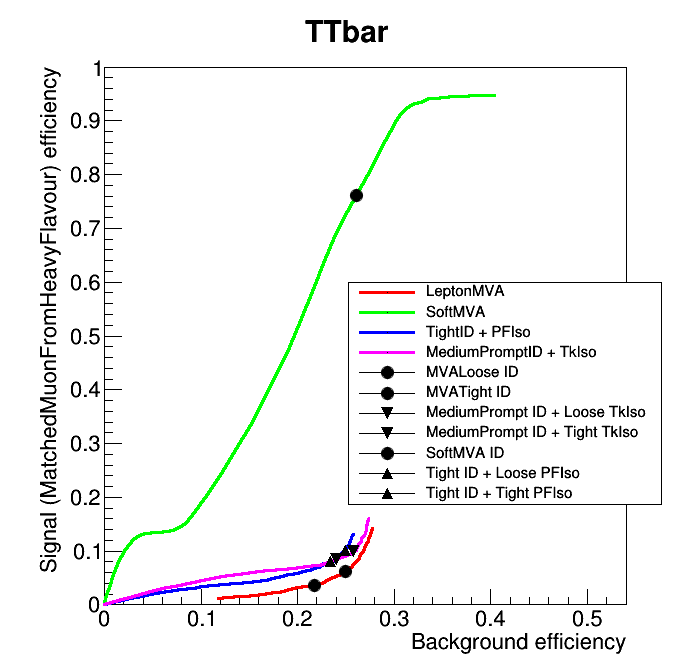 TTbar
Signal (MatchedMuonFromHeavyFlavour) efficiency
1
0.9
0.8
0.7
0.6
0.5
0.4
0.3
0.2
0.1
0
LeptonMVA
SoftMVA
TightID + PFIso
MediumPromptID + TkIso
MVALoose ID
MVATight ID
MediumPrompt ID + Loose TkIso
MediumPrompt ID + Tight TkIso
SoftMVA ID
Tight ID + Loose PFIso
Tight ID + Tight PFIso
0 0.1 0.2 0.3 0.4 0.5
Background efficiency